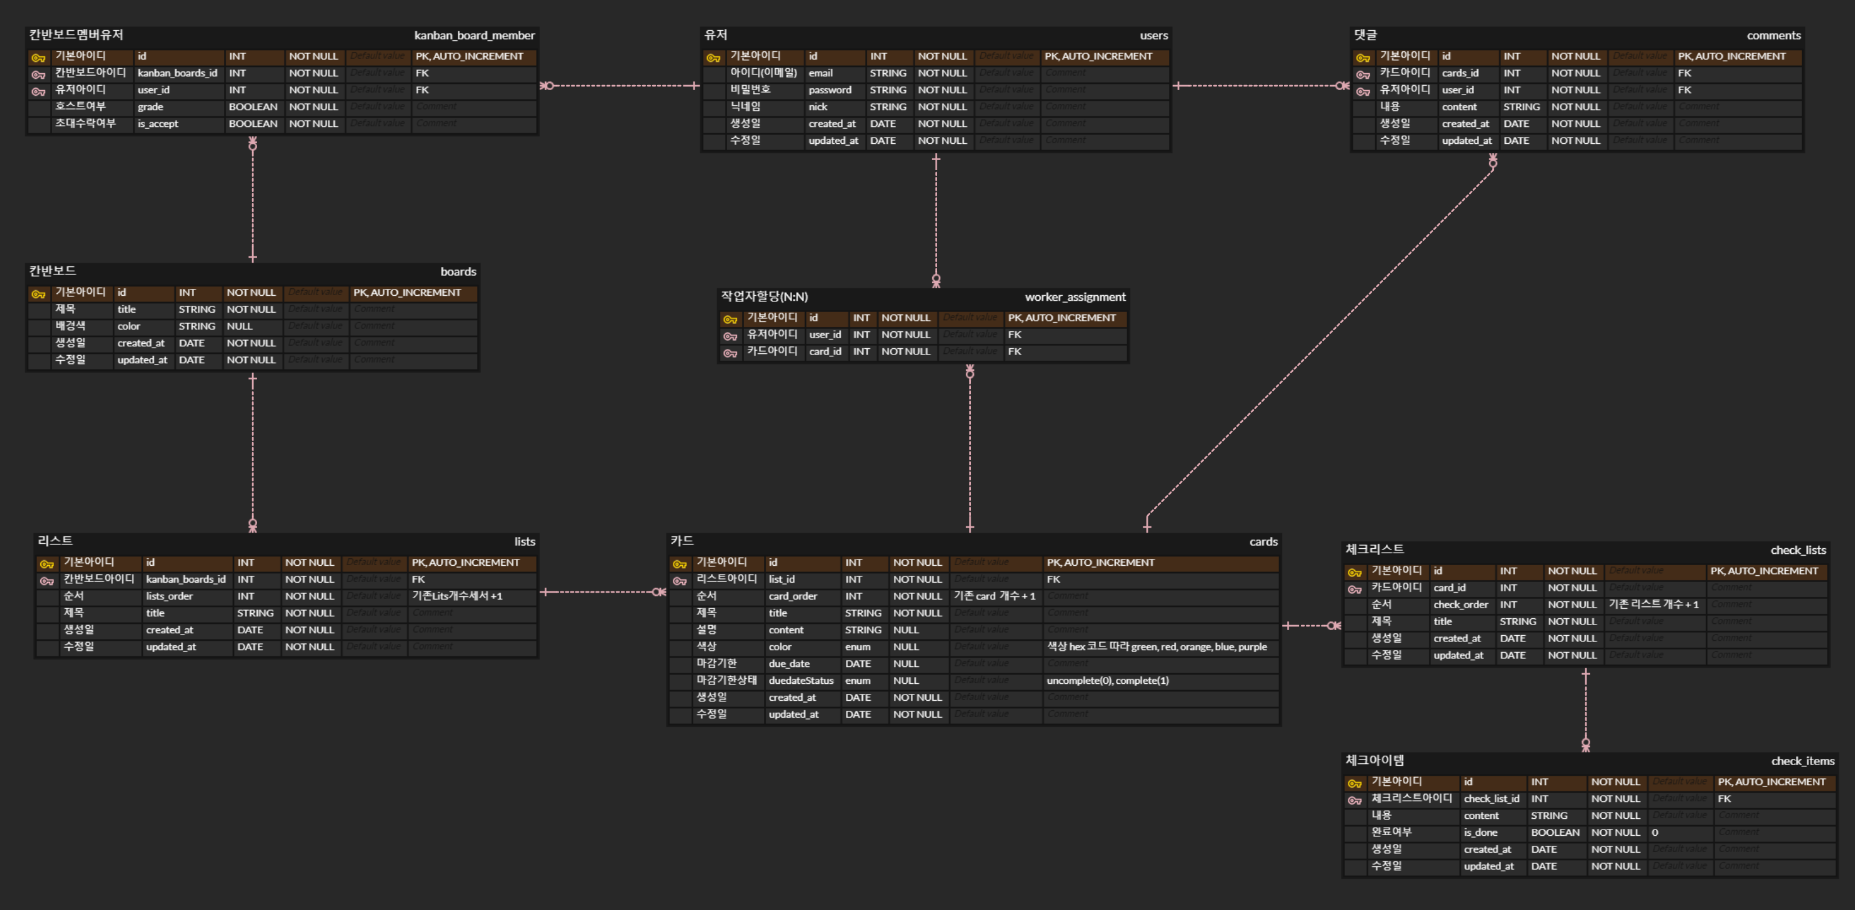 칸반보드멤버유저 kanban_board_member
기본아이디 id INT NOT NULL Default value PK, AUTO_INCREMENT
칸반보드아이디 kanban_boards_id INT NOT NULL Default value FK
유저아이디 user_id INT NOT NULL Default value FK
호스트여부 grade BOOLEAN NOT NULL Default value Comment
초대수락여부 is_accept BOOLEAN NOT NULL Default value Comment
유저 users
기본아이디 id INT NOT NULL Default value PK, AUTO_INCREMENT
아이디(이메일) email STRING NOT NULL Default value Comment
비밀번호 password STRING NOT NULL Default value Comment
닉네임 nick STRING NOT NULL Default value Comment
생성일 created_at DATE NOT NULL Default value Comment
수정일 updated_at DATE NOT NULL Default value Comment
댓글 comments
기본아이디 id INT NOT NULL Default value PK, AUTO_INCREMENT
카드아이디 cards_id INT NOT NULL Default value FK
유저아이디 user_id INT NOT NULL Default value FK
내용 content STRING NOT NULL Default value Comment
생성일 created_at DATE NOT NULL Default value Comment
수정일 updated_at DATE NOT NULL Default value Comment
칸반보드 boards
기본아이디 id INT NOT NULL Default value PK, AUTO_INCREMENT
제목 title STRING NOT NULL Default value Comment
배경색 color STRING NULL Default value Comment
생성일 created_at DATE NOT NULL Default value Comment
수정일 updated_at DATE NOT NULL Default value Comment
작업자할당(N:N) worker_assignment
기본아이디 id INT NOT NULL Default value PK, AUTO_INCREMENT
유저아이디 user_id INT NOT NULL Default value FK
카드아이디 card_id INT NOT NULL Default value FK
리스트 lists
기본아이디 id INT NOT NULL Default value PK, AUTO_INCREMENT
칸반보드아이디 kanban_boards_id INT NOT NULL Default value FK
순서 lists_order INT NOT NULL Default value 기존Lits개수세서 +1
제목 title STRING NOT NULL Default value Comment
생성일 created_at DATE NOT NULL Default value Comment
수정일 updated_at DATE NOT NULL Default value Comment
카드 cards
기본아이디 id INT NOT NULL Default value PK, AUTO_INCREMENT
리스트아이디 list_id INT NOT NULL Default value FK
순서 card_order INT NOT NULL 기존 card 개수 + 1 Comment
제목 title STRING NOT NULL Default value Comment
설명 content STRING NULL Default value Comment
색상 color enum NULL Default value 색상 hex 코드 따라 green, red, orange, blue, purple
마감기한 due_date DATE NULL Default value Comment
마감기한상태 duedateStatus enum NULL Default value uncomplete(0), complete(1)
생성일 created_at DATE NOT NULL Default value Comment
수정일 updated_at DATE NOT NULL Default value Comment
체크리스트 check_lists
기본아이디 id INT NOT NULL Default value PK, AUTO_INCREMENT
카드아이디 card_id INT NOT NULL Default value Comment
순서 check_order INT NOT NULL 기존 리스트 개수 + 1 Comment
제목 title STRING NOT NULL Default value Comment
생성일 created_at DATE NOT NULL Default value Comment
수정일 updated_at DATE NOT NULL Default value Comment
체크아이템 check_items
기본아이디 id INT NOT NULL Default value PK, AUTO_INCREMENT
체크리스트아이디 check_list_id INT NOT NULL Default value FK
내용 content STRING NOT NULL Default value Comment
완료여부 is_done BOOLEAN NOT NULL 0 Comment
생성일 created_at DATE NOT NULL Default value Comment
수정일 updated_at DATE NOT NULL Default value Comment